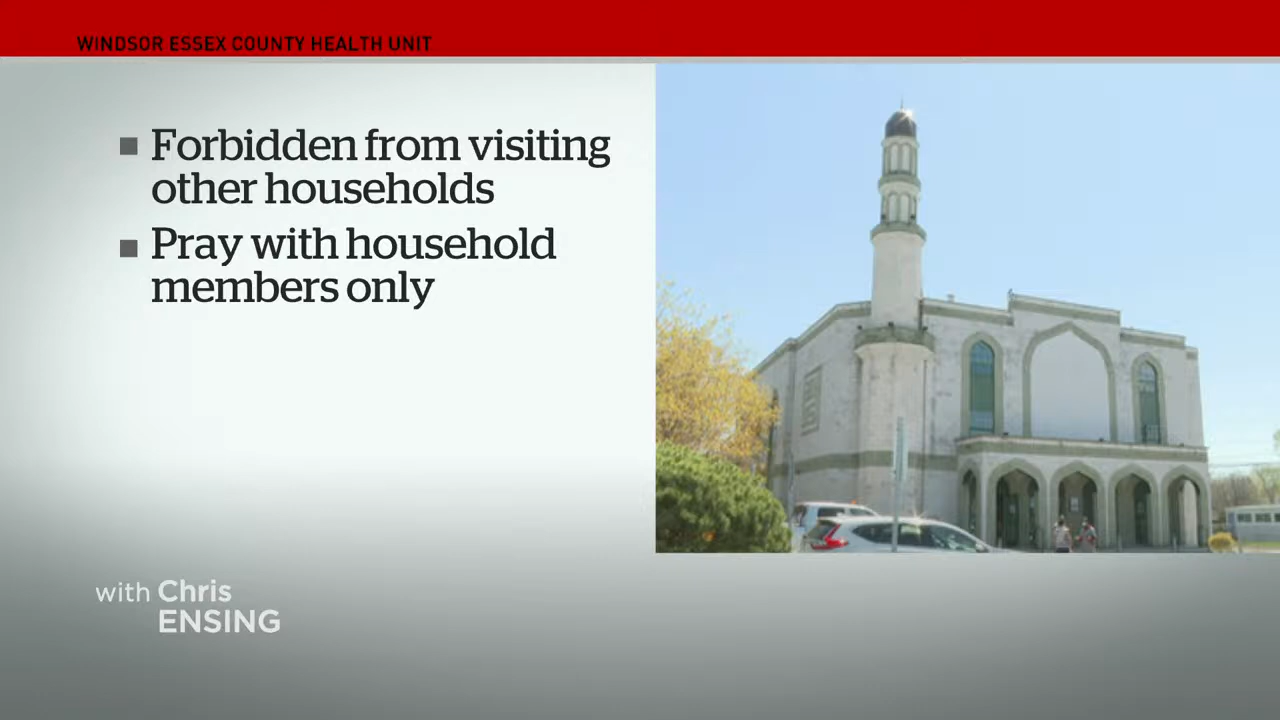 WINDSOR ESSEX COUNTY HEALTH UNIT
Forbidden from visiting
other households
Pray with household
members only
with Chris
ENSING